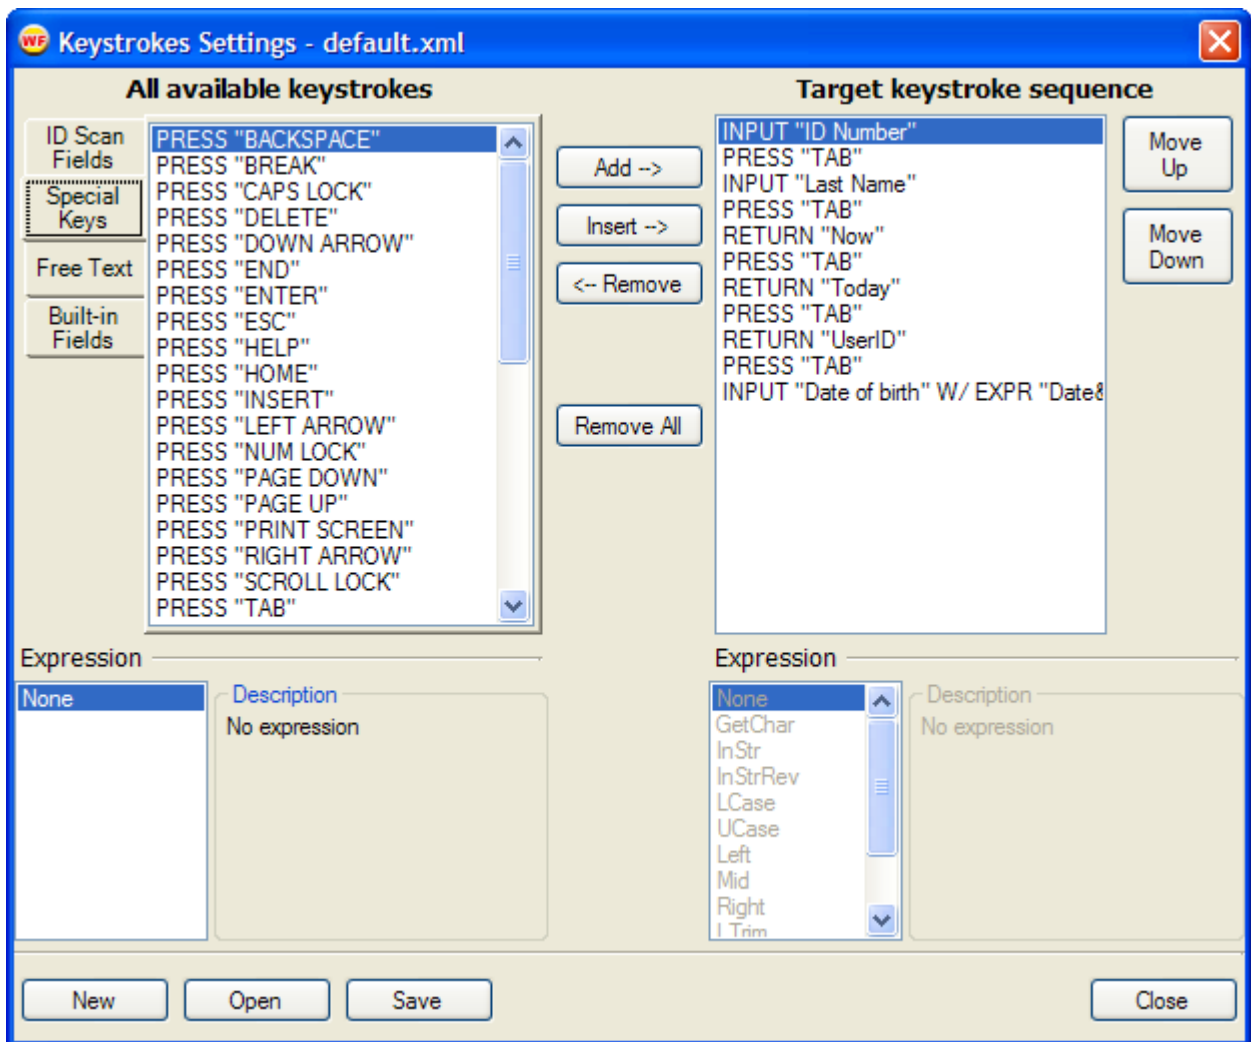 WF Keystrokes Settings - default.xml
All available keystrokes
ID Scan
Fields
Special
Keys
Free Text
Built-in
Fields
PRESS "BACKSPACE"
PRESS "BREAK"
PRESS "CAPS LOCK"
PRESS "DELETE"
PRESS "DOWN ARROW"
PRESS "END"
PRESS "ENTER"
PRESS "ESC"
PRESS "HELP"
PRESS "HOME"
PRESS "INSERT"
PRESS "LEFT ARROW"
PRESS "NUM LOCK"
PRESS "PAGE DOWN"
PRESS "PAGE UP"
PRESS "PRINT SCREEN"
PRESS "RIGHT ARROW"
PRESS "SCROLL LOCK"
PRESS "TAB"
Add -->
Insert -->
<-- Remove
Remove All
Target keystroke sequence
INPUT "ID Number"
PRESS "TAB"
INPUT "Last Name"
PRESS "TAB"
RETURN "Now"
PRESS "TAB"
RETURN "Today"
PRESS "TAB"
RETURN "UserID"
PRESS "TAB"
INPUT "Date of birth" W/ EXPR "Date&
Move
Up
Move
Down
Expression
None
Description
No expression
Expression
None
GetChar
InStr
InStrRev
LCase
UCase
Left
Mid
Right
LTrim
Description
No expression
New
Open
Save
Close